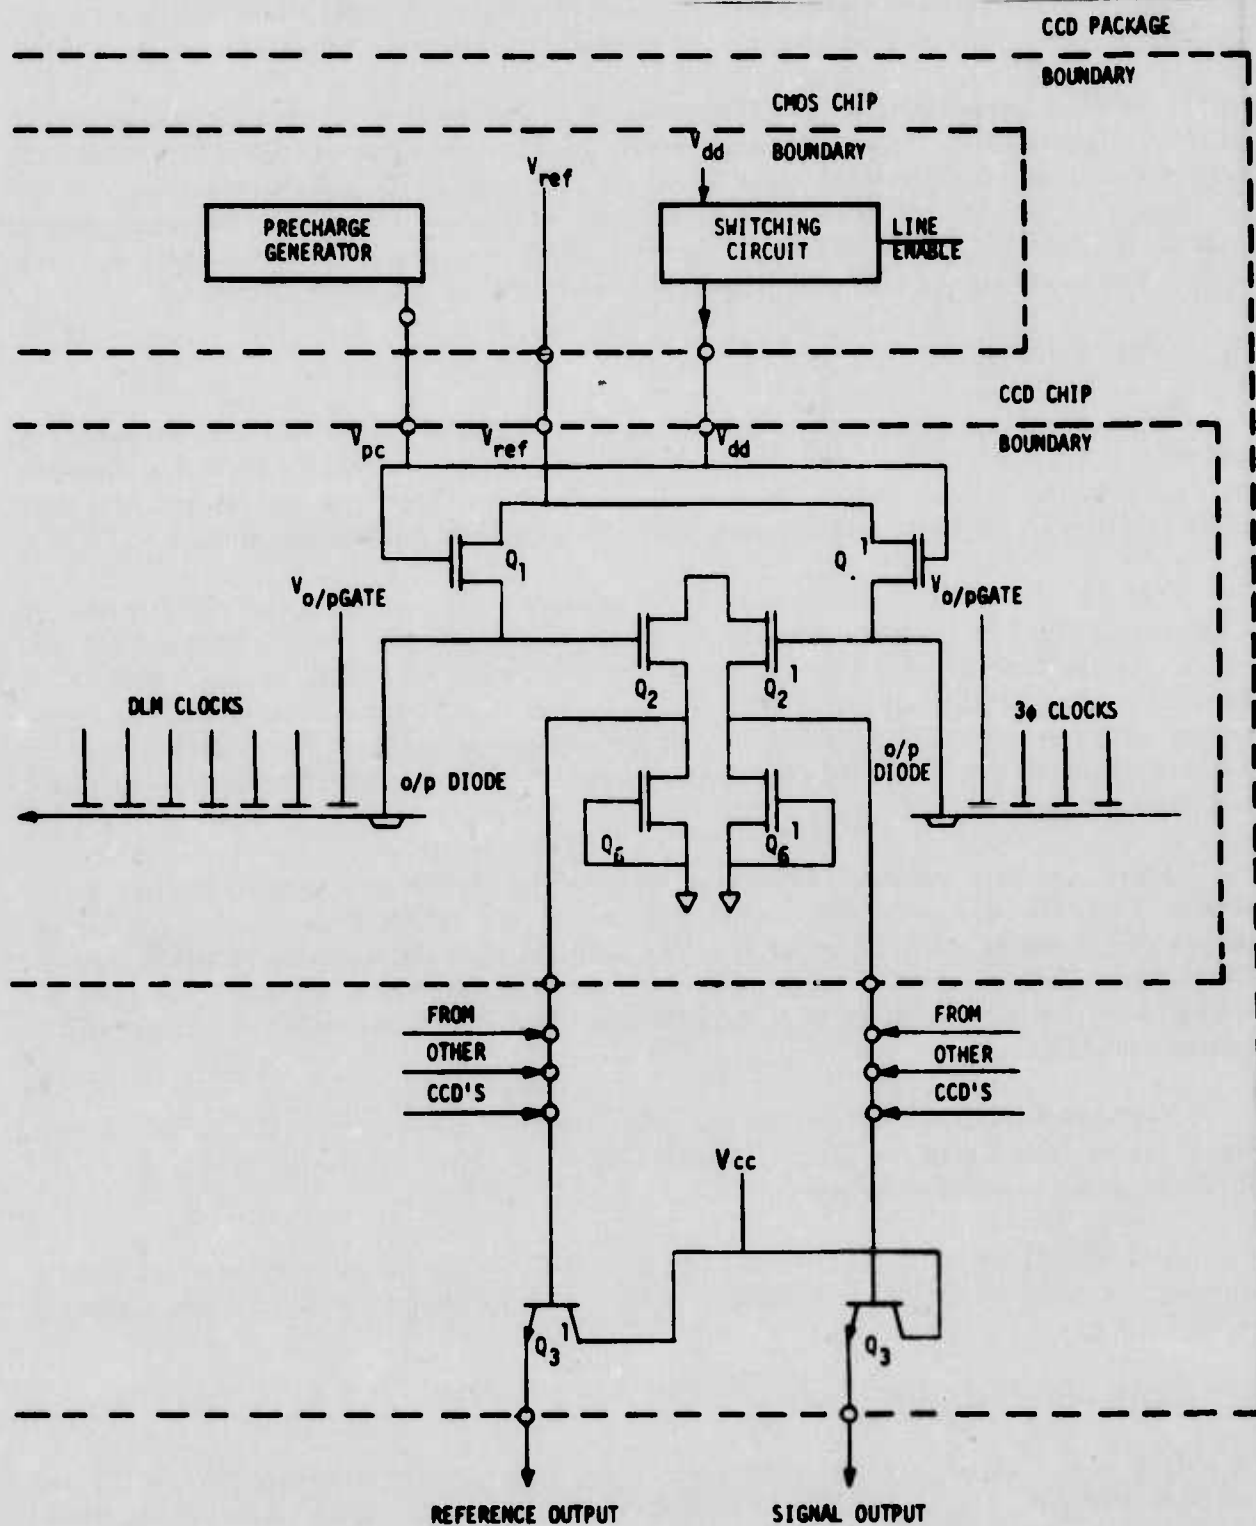 CCD PACKAGE
BOUNDARY
CMOS CHIP
BOUNDARY
Vdd
Vref
PRECHARGE
GENERATOR
SWITCHING
CIRCUIT
LINE
ENABLE
CCD CHIP
BOUNDARY
Vpc
Vref
Vdd
Q1
Q 1
Vo/pGATE
Vo/pGATE
Q2
Q2 1
DLM CLOCKS
3ϕ CLOCKS
o/p DIODE
o/p
DIODE
Q6
Q6 1
FROM
OTHER
CCD'S
FROM
OTHER
CCD'S
Vcc
Q3 1
Q3
REFERENCE OUTPUT
SIGNAL OUTPUT